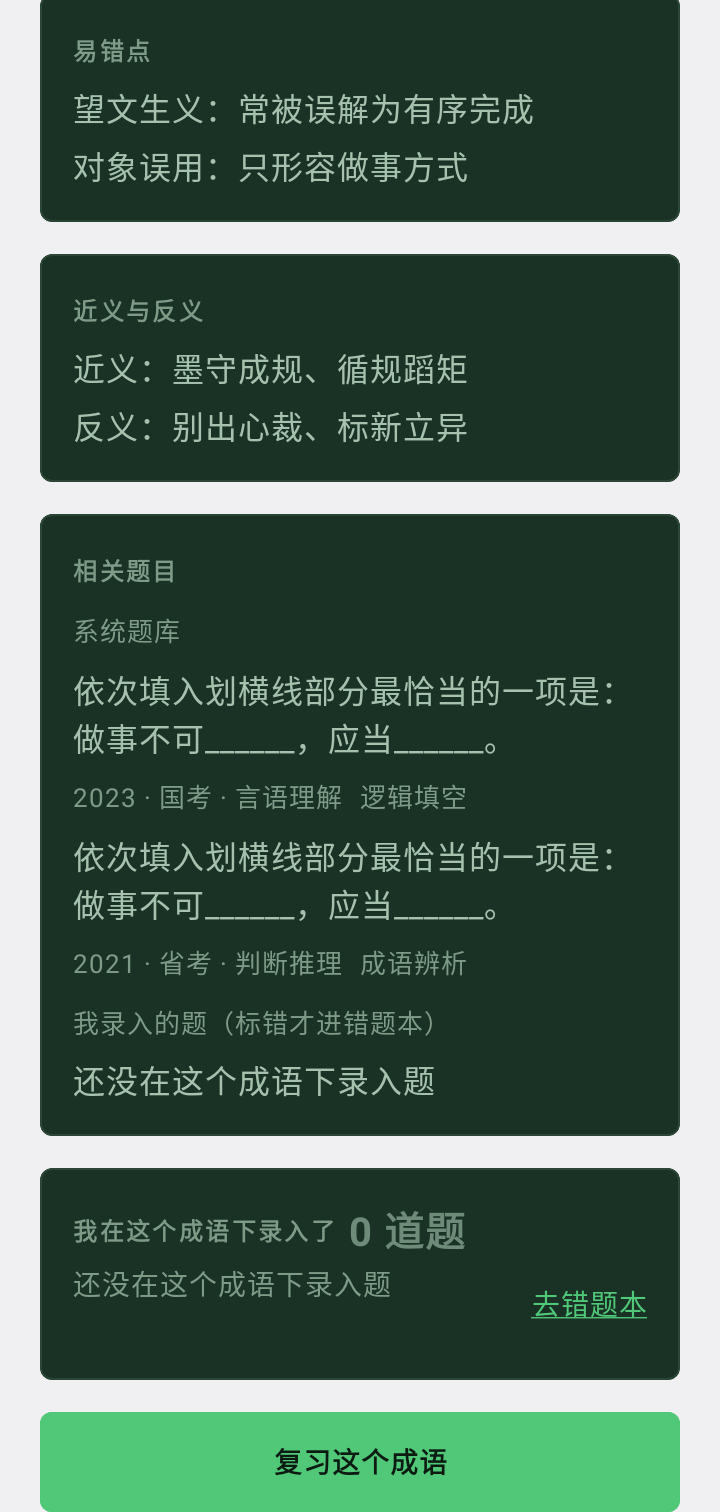 易错点
望文生义：常被误解为有序完成
对象误用：只形容做事方式
近义与反义
近义：墨守成规、循规蹈矩
反义：别出心裁、标新立异
相关题目
系统题库
依次填入划横线部分最恰当的一项是：
做事不可______，应当______。
2023 · 国考 · 言语理解 逻辑填空
依次填入划横线部分最恰当的一项是：
做事不可______，应当______。
2021 · 省考 · 判断推理 成语辨析
我录入的题（标错才进错题本）
还没在这个成语下录入题
我在这个成语下录入了 0 道题
还没在这个成语下录入题
去错题本
复习这个成语